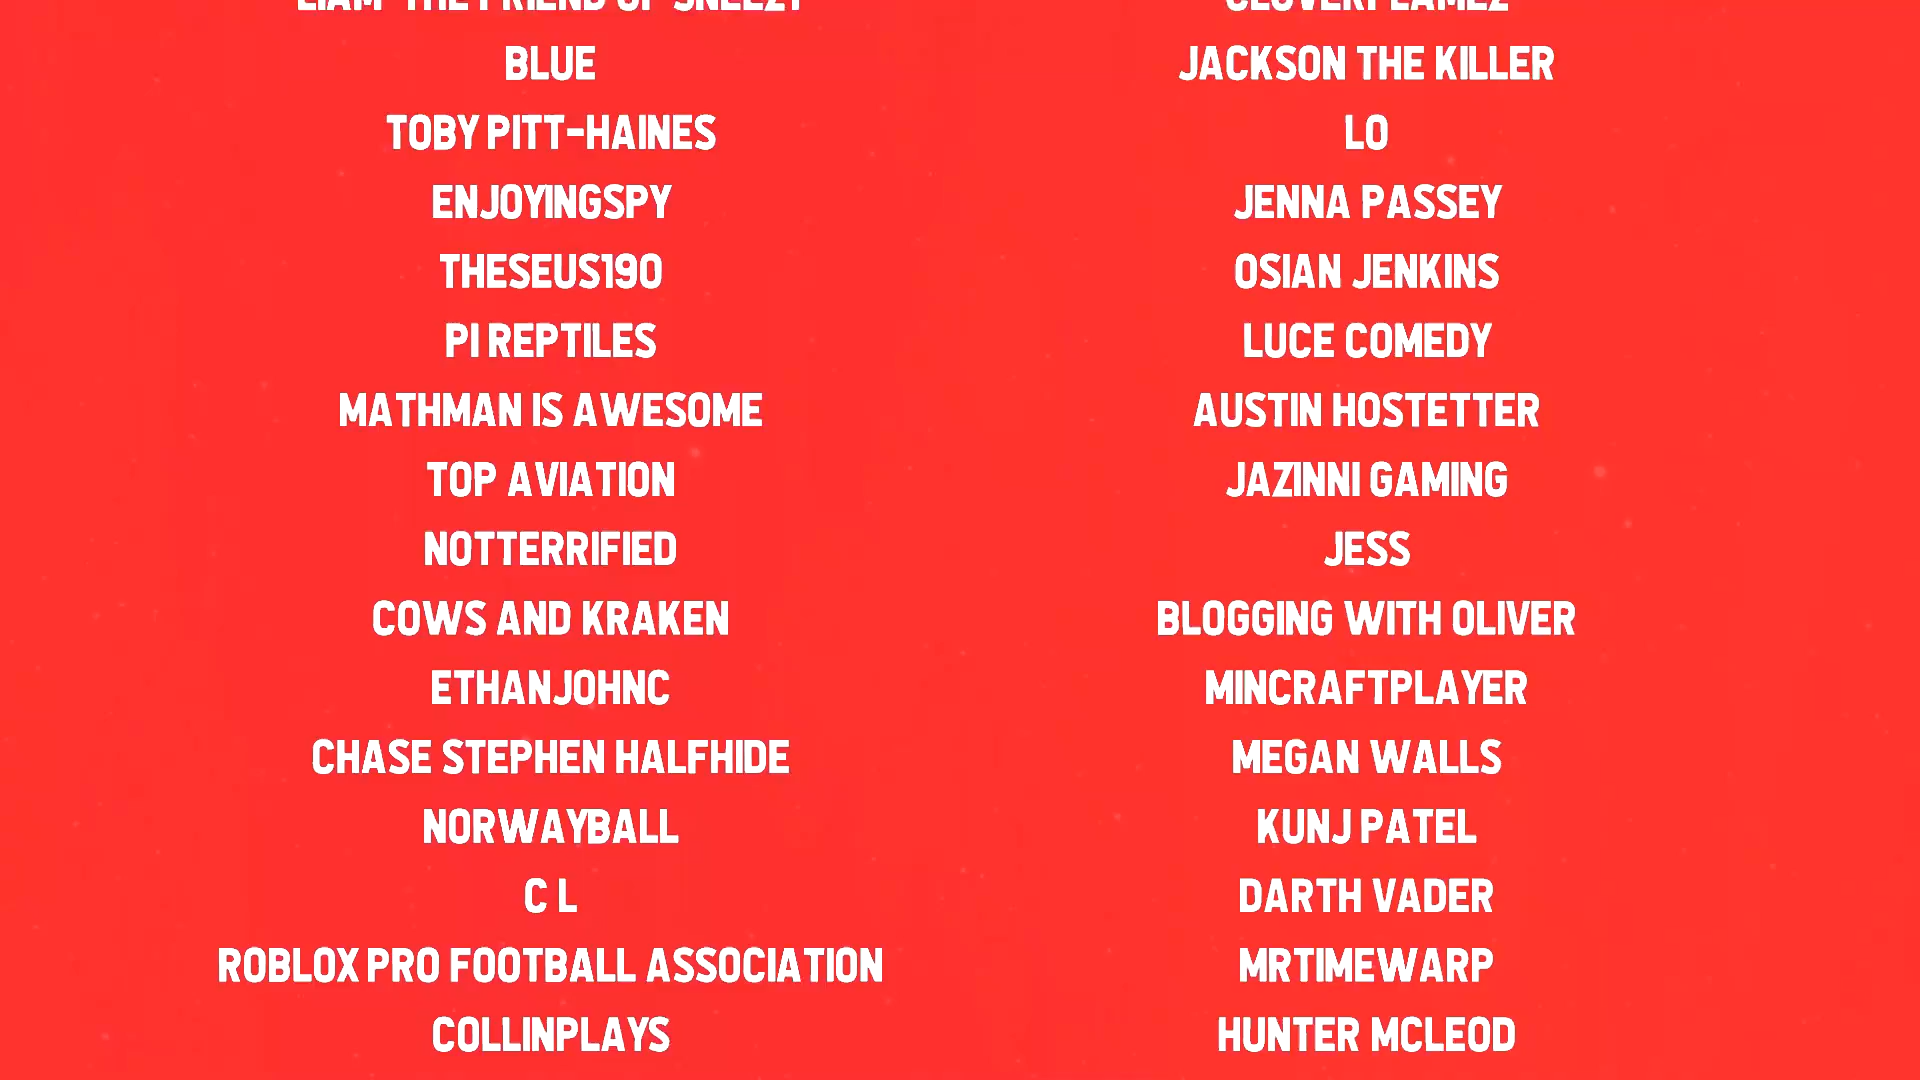 BLUE
TOBY PITT-HAINES
ENJOYINGSPY
THESEUS190
PI REPTILES
MATHMAN IS AWESOME
TOP AVIATION
NOTTERRIFIED
COWS AND KRAKEN
ETHANJOHNC
CHASE STEPHEN HALFHIDE
NORWAYBALL
C L
ROBLOX PRO FOOTBALL ASSOCIATION
COLLINPLAYS
JACKSON THE KILLER
LO
JENNA PASSEY
OSIAN JENKINS
LUCE COMEDY
AUSTIN HOSTETTER
JAZINNI GAMING
JESS
BLOGGING WITH OLIVER
MINCRAFTPLAYER
MEGAN WALLS
KUNJ PATEL
DARTH VADER
MRTIMEWARP
HUNTER MCLEOD